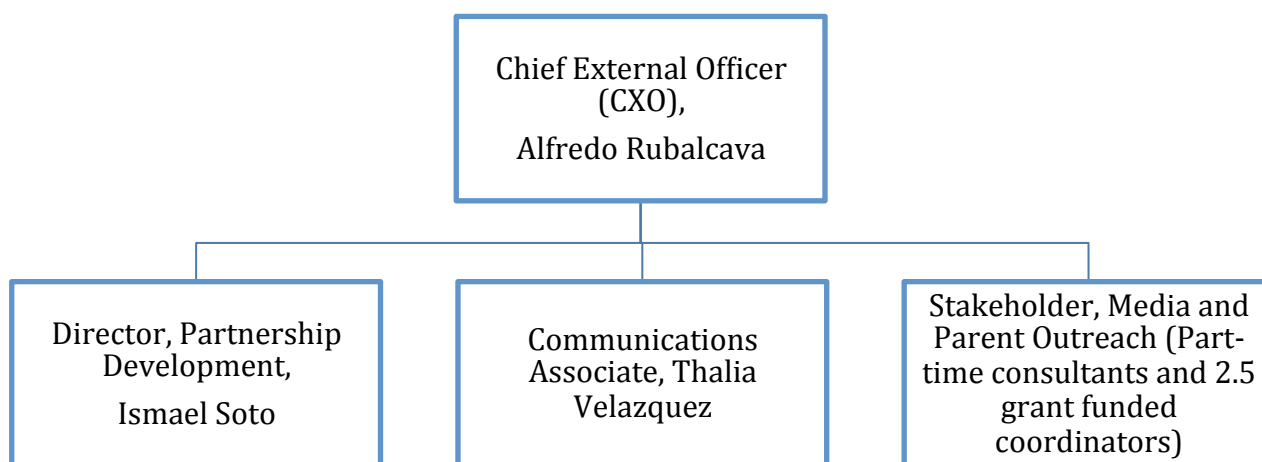 Chief External Officer
(CXO),
Alfredo Rubalcava
Director, Partnership
Development,
Ismael Soto
Communications
Associate, Thalia
Velazquez
Stakeholder, Media and
Parent Outreach (Part-
time consultants and 2.5
grant funded
coordinators)